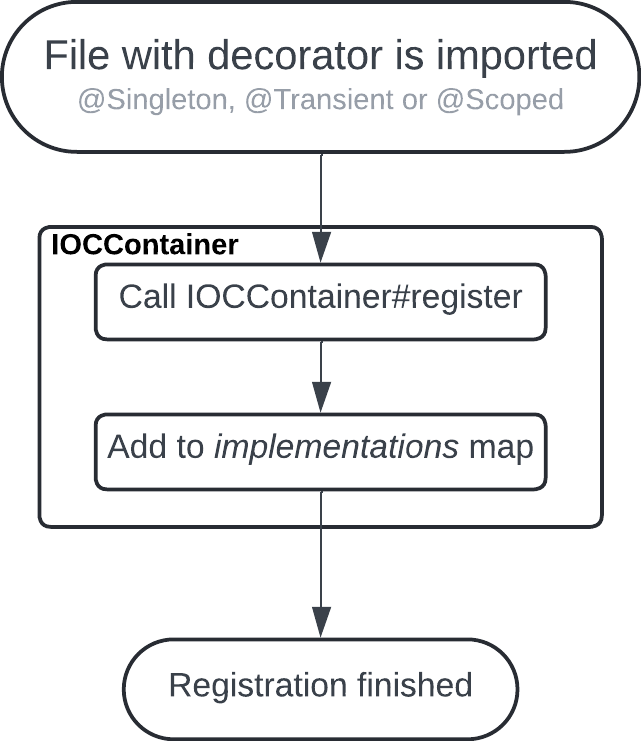 File with decorator is imported
@Singleton, @Transient or @Scoped
IOCContainer
Call IOCContainer#register
Add to implementations map
Registration finished